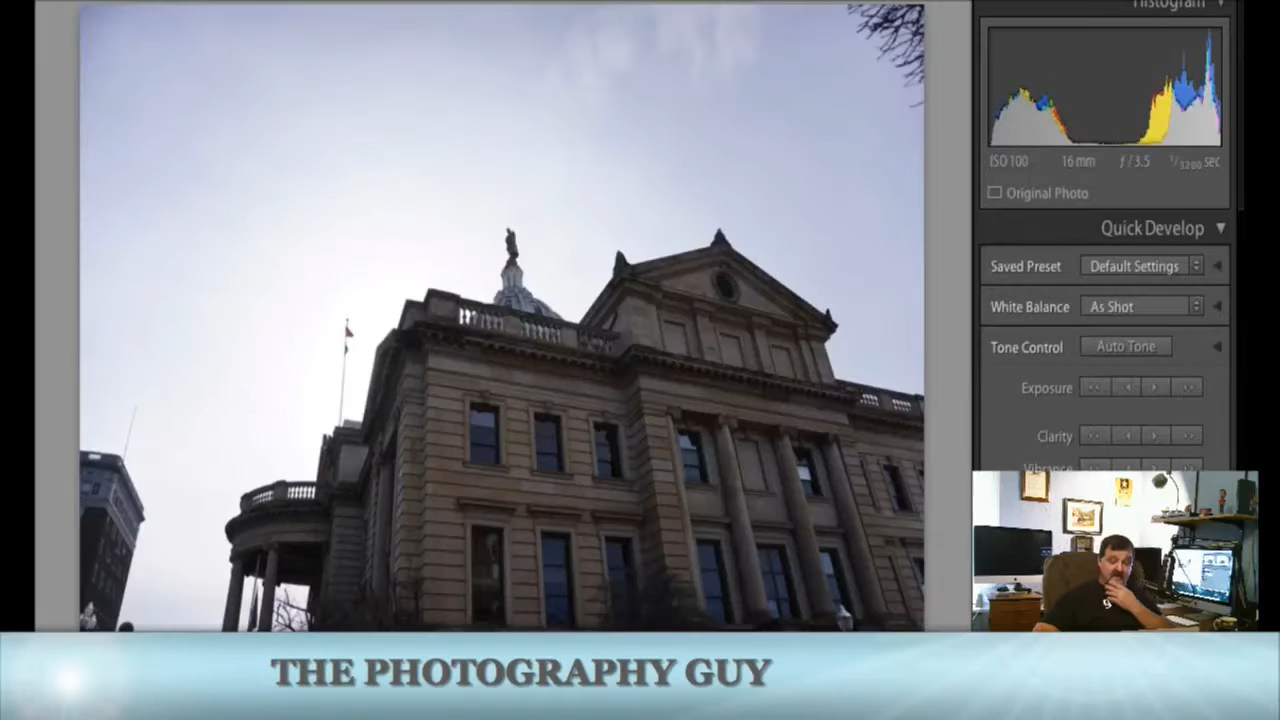 Histogram
ISO 100 16 mm ƒ / 3.5 1/3200 sec
Original Photo
Quick Develop
Saved Preset Default Settings
White Balance As Shot
Tone Control Auto Tone
Exposure
Clarity
Vibrance
THE PHOTOGRAPHY GUY